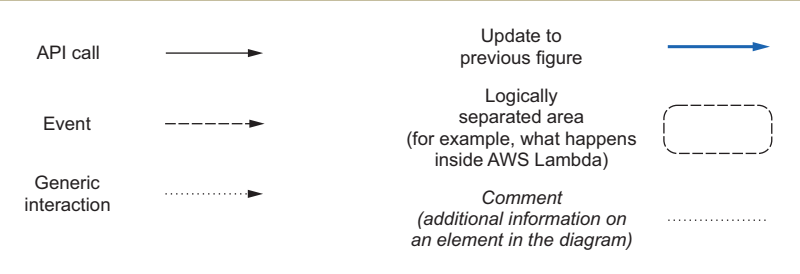 API call
Event
Generic
interaction
Update to
previous figure
Logically
separated area
(for example, what happens
inside AWS Lambda)
Comment
(additional information on
an element in the diagram)